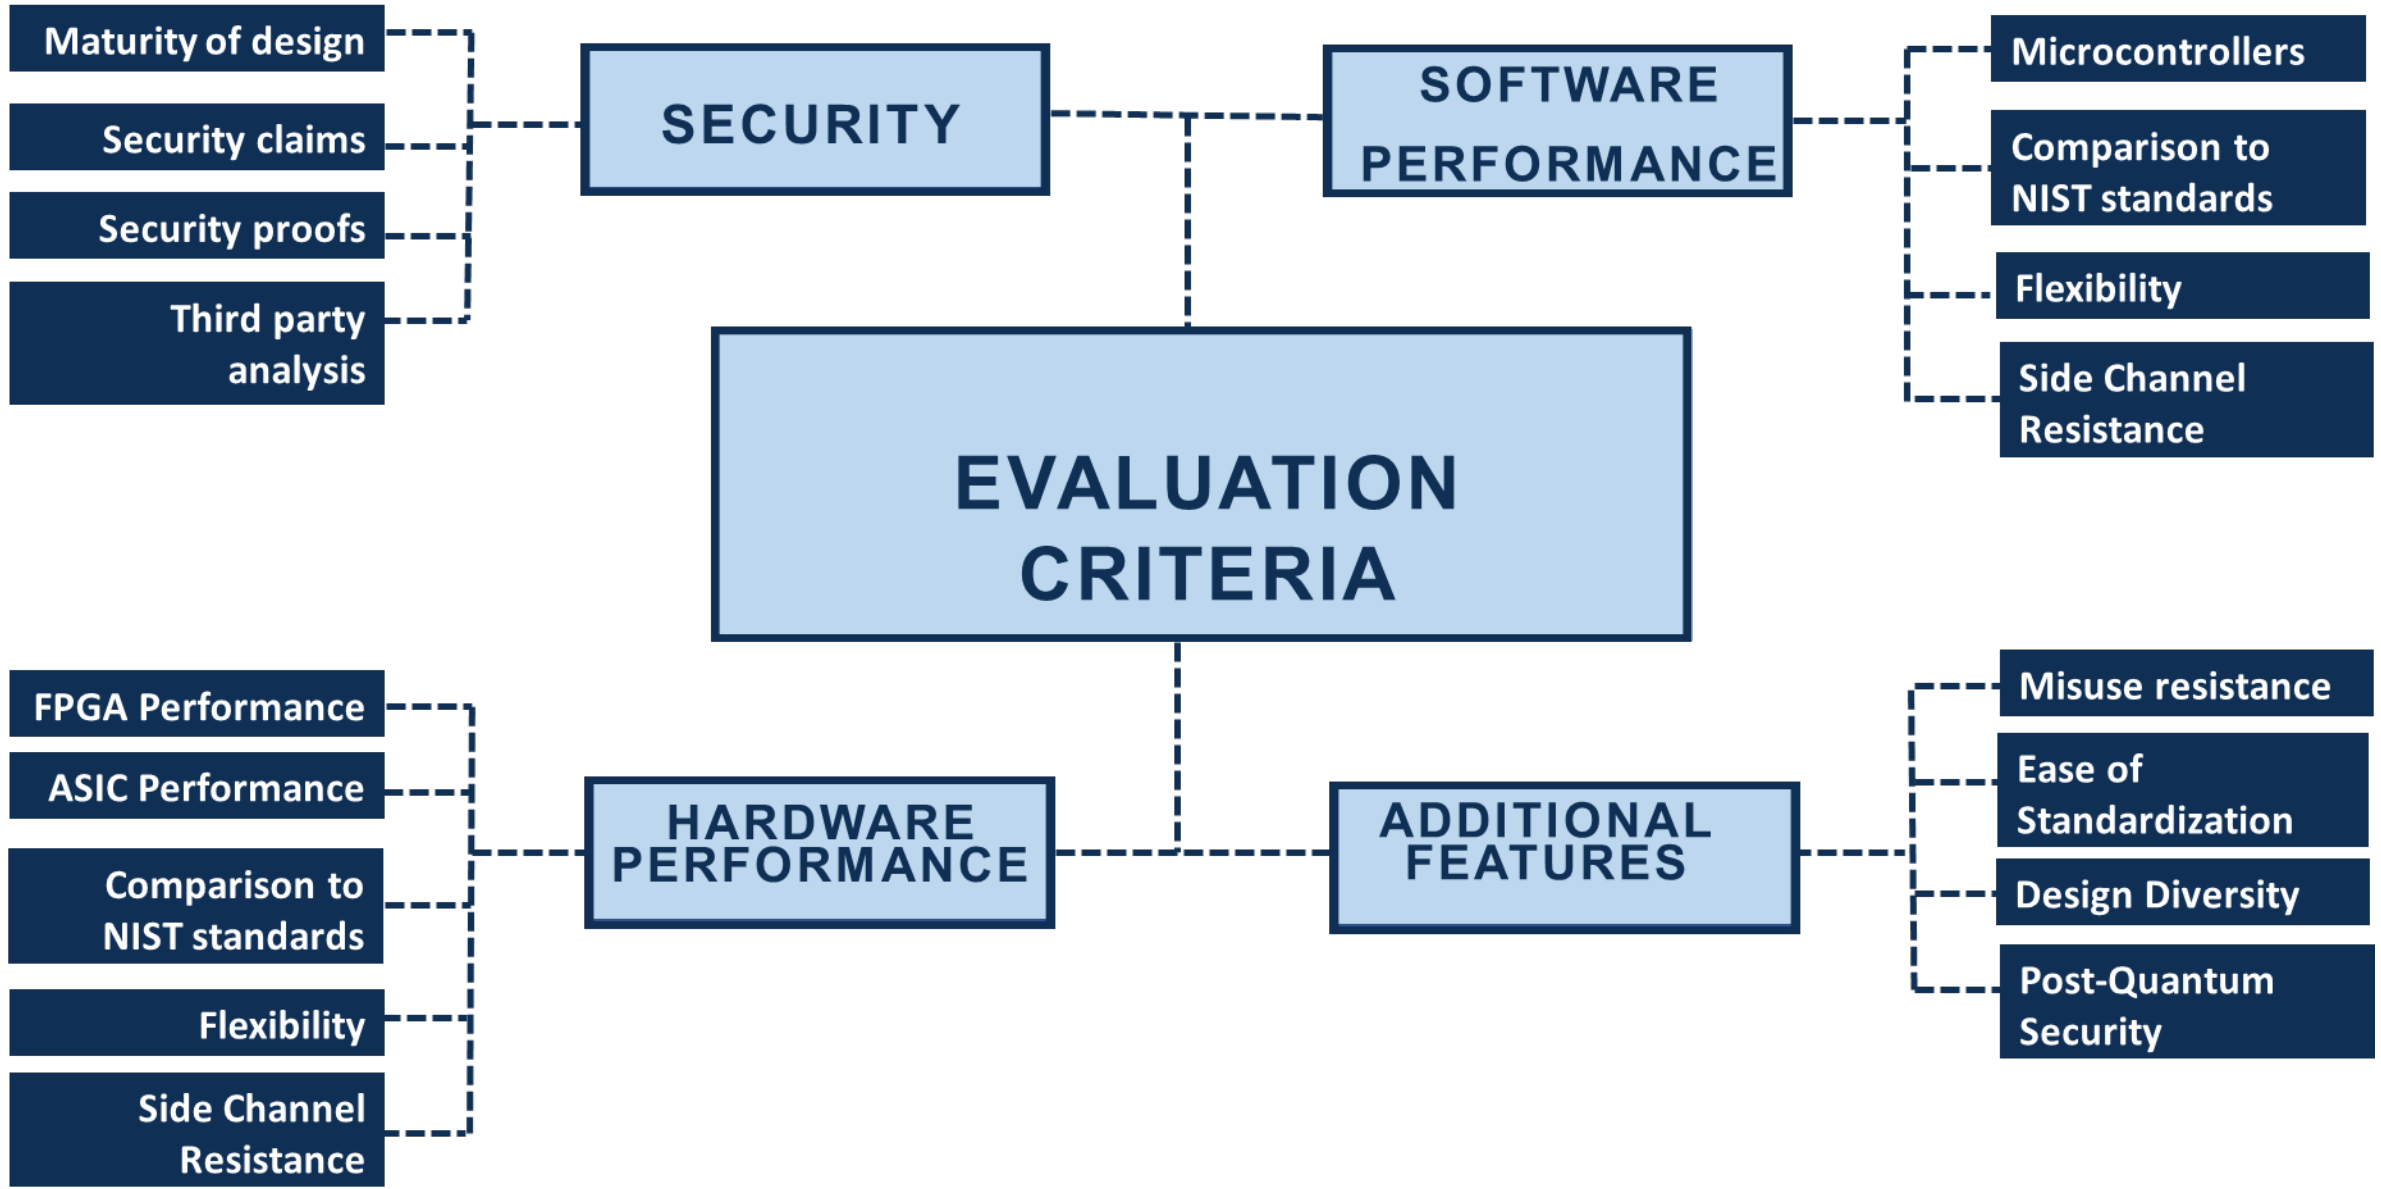 Maturity of design
Security claims
Security proofs
Third party
analysis
SECURITY
SOFTWARE
PERFORMANCE
Microcontrollers
Comparison to
NIST standards
Flexibility
Side Channel
Resistance
EVALUATION
CRITERIA
FPGA Performance
ASIC Performance
Comparison to
NIST standards
Flexibility
Side Channel
Resistance
HARDWARE
PERFORMANCE
ADDITIONAL
FEATURES
Misuse resistance
Ease of
Standardization
Design Diversity
Post-Quantum
Security